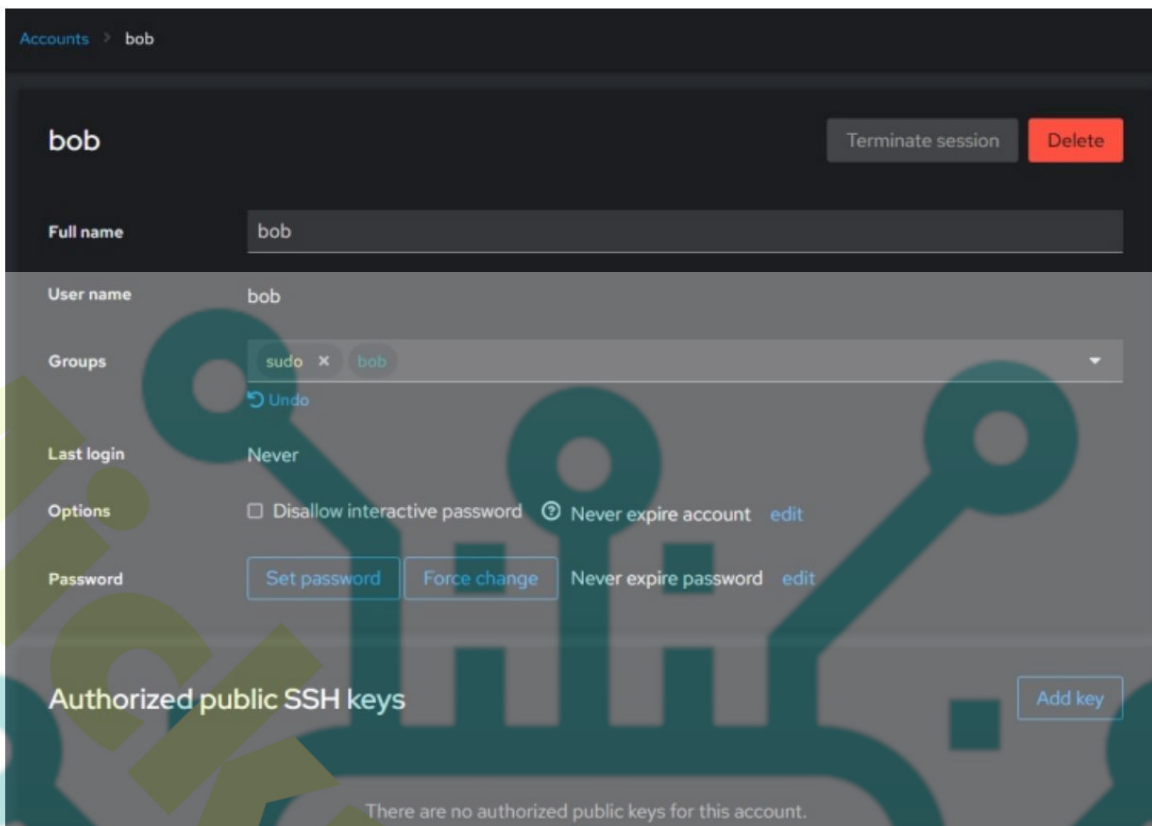 Accounts > bob
bob Terminate session Delete
Full name bob
User name bob
Groups sudo × bob
Undo
Last login Never
Options Disallow interactive password Never expire account edit
Password Set password Force change Never expire password edit
Authorized public SSH keys Add key
There are no authorized public keys for this account.